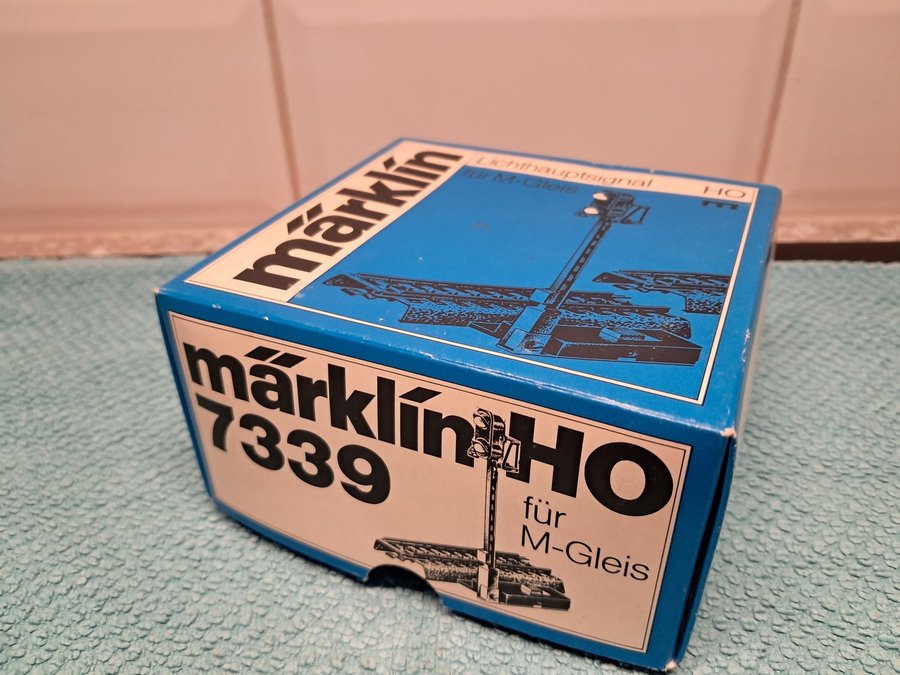 märklin
Lichthauptsignal
für M-Gleis
HO
E
märklin HO
7339
für
M-Gleis